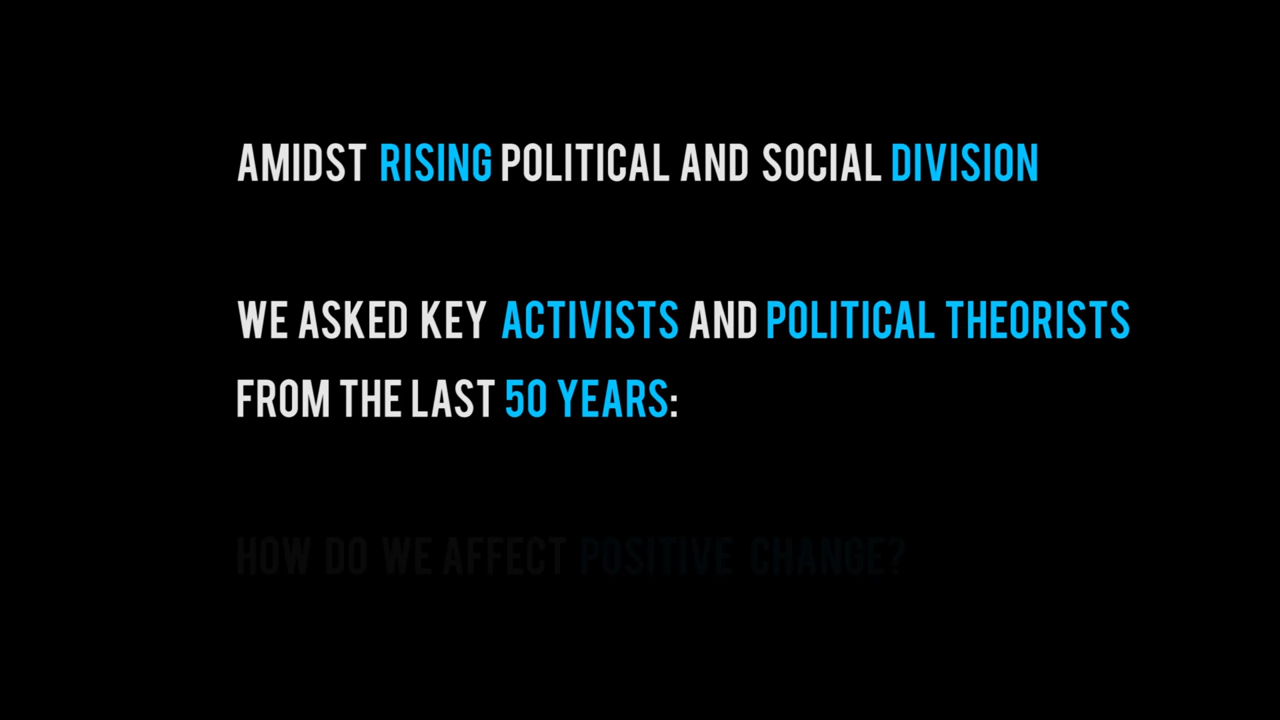 AMIDST RISING POLITICAL AND SOCIAL DIVISION
WE ASKED KEY ACTIVISTS AND POLITICAL THEORISTS
FROM THE LAST 50 YEARS:
HOW DO WE AFFECT POSITIVE CHANGE?